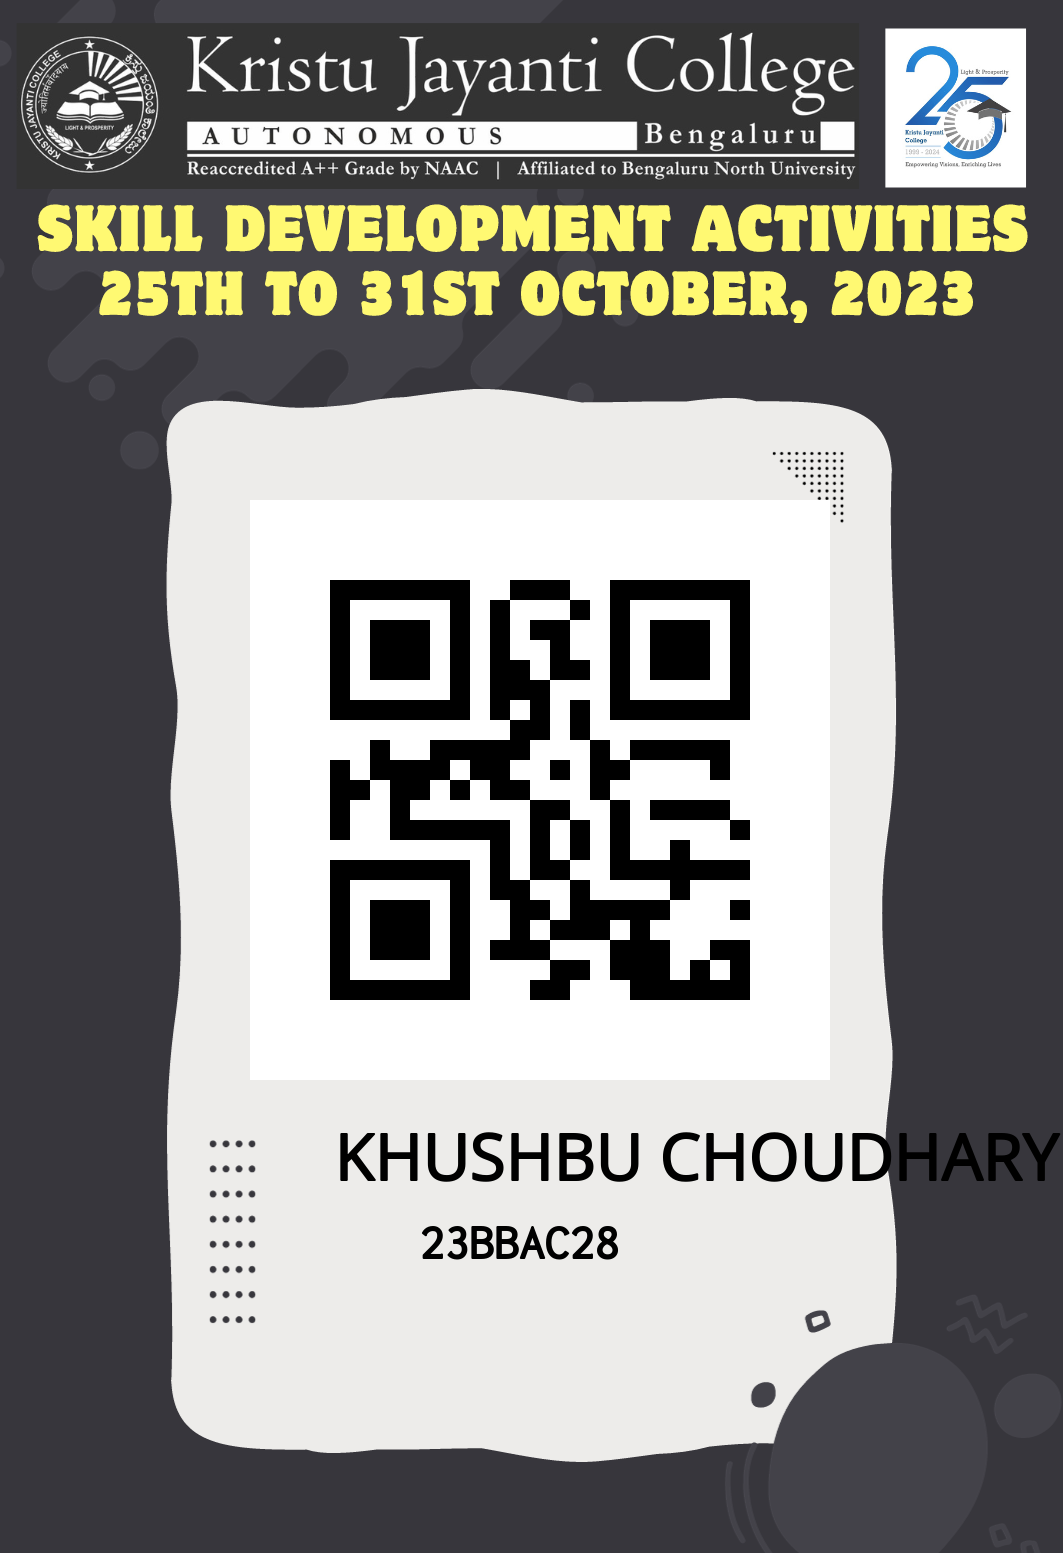 Kristu Jayanti College
AUTONOMOUS Bengaluru
Reaccredited A++ Grade by NAAC | Affiliated to Bengaluru North University
KRISTU JAYANTI COLLEGE
LIGHT & PROSPERITY
25
Light & Prosperity
Kristu Jayanti
College
1999 - 2024
Empowering Visions. Enriching Lives
SKILL DEVELOPMENT ACTIVITIES
25TH TO 31ST OCTOBER, 2023
KHUSHBU CHOUDHARY
23BBAC28